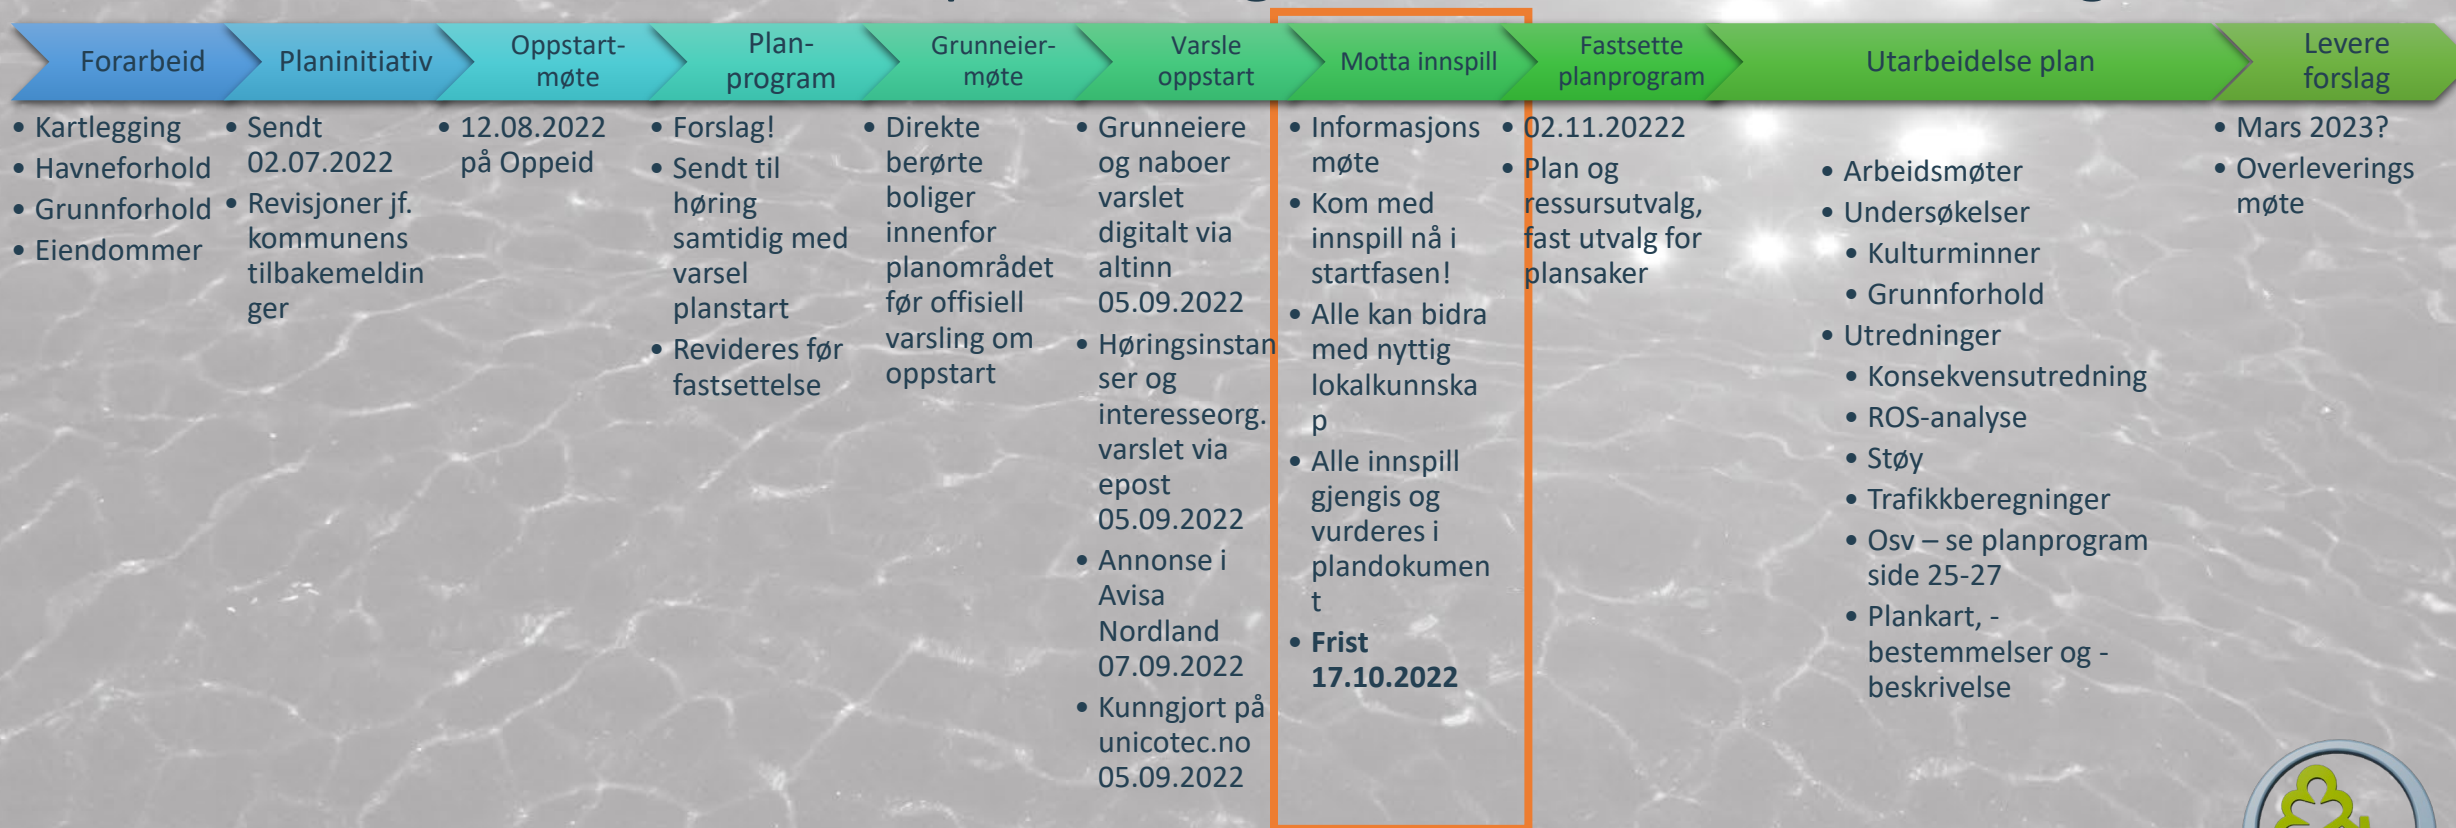 Forarbeid
Planinitiativ
Oppstart-
møte
Plan-
program
Grunneier-
møte
Varsle
oppstart
Motta innspill
Fastsette
planprogram
Utarbeidelse plan
Levere
forslag
• Kartlegging
• Havneforhold
• Grunnforhold
• Eiendommer
• Sendt
02.07.2022
• Revisjoner jf.
kommunens
tilbakemeldin
ger
• 12.08.2022
på Oppeid
• Forslag!
• Sendt til
høring
samtidig med
varsel
planstart
• Revideres før
fastsettelse
• Direkte
berørte
boliger
innenfor
planområdet
før offisiell
varsling om
oppstart
• Grunneiere
og naboer
varslet
digitalt via
altinn
05.09.2022
• Høringsinstan
ser og
interesseorg.
varslet via
epost
05.09.2022
• Annonse i
Avisa
Nordland
07.09.2022
• Kunngjort på
unicotec.no
05.09.2022
• Informasjons
møte
• Kom med
innspill nå i
startfasen!
• Alle kan bidra
med nyttig
lokalkunnska
p
• Alle innspill
gjengis og
vurderes i
plandokumen
t
• Frist
17.10.2022
• 02.11.20222
• Plan og
ressursutvalg,
fast utvalg for
plansaker
• Arbeidsmøter
• Undersøkelser
• Kulturminner
• Grunnforhold
• Utredninger
• Konsekvensutredning
• ROS-analyse
• Støy
• Trafikkberegninger
• Osv – se planprogram
side 25-27
• Plankart, -
bestemmelser og -
beskrivelse
• Mars 2023?
• Overleverings
møte